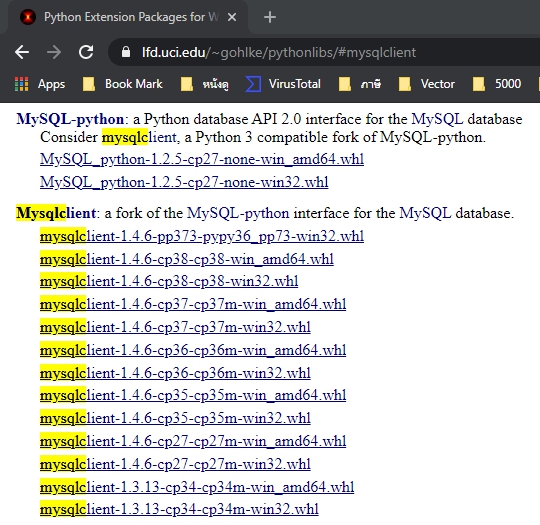 Python Extension Packages for W
lfd.uci.edu/~gohlke/pythonlibs/#mysqlclient
Apps Book Mark หนังดู VirusTotal ภาษี Vector 5000
MySQL-python: a Python database API 2.0 interface for the MySQL database
Consider mysqlclient, a Python 3 compatible fork of MySQL-python.
MySQL_python-1.2.5-cp27-none-win_amd64.whl
MySQL_python-1.2.5-cp27-none-win32.whl
Mysqlclient: a fork of the MySQL-python interface for the MySQL database.
mysqlclient-1.4.6-pp373-pypy36_pp73-win32.whl
mysqlclient-1.4.6-cp38-cp38-win_amd64.whl
mysqlclient-1.4.6-cp38-cp38-win32.whl
mysqlclient-1.4.6-cp37-cp37m-win_amd64.whl
mysqlclient-1.4.6-cp37-cp37m-win32.whl
mysqlclient-1.4.6-cp36-cp36m-win_amd64.whl
mysqlclient-1.4.6-cp36-cp36m-win32.whl
mysqlclient-1.4.6-cp35-cp35m-win_amd64.whl
mysqlclient-1.4.6-cp35-cp35m-win32.whl
mysqlclient-1.4.6-cp27-cp27m-win_amd64.whl
mysqlclient-1.4.6-cp27-cp27m-win32.whl
mysqlclient-1.3.13-cp34-cp34m-win_amd64.whl
mysqlclient-1.3.13-cp34-cp34m-win32.whl